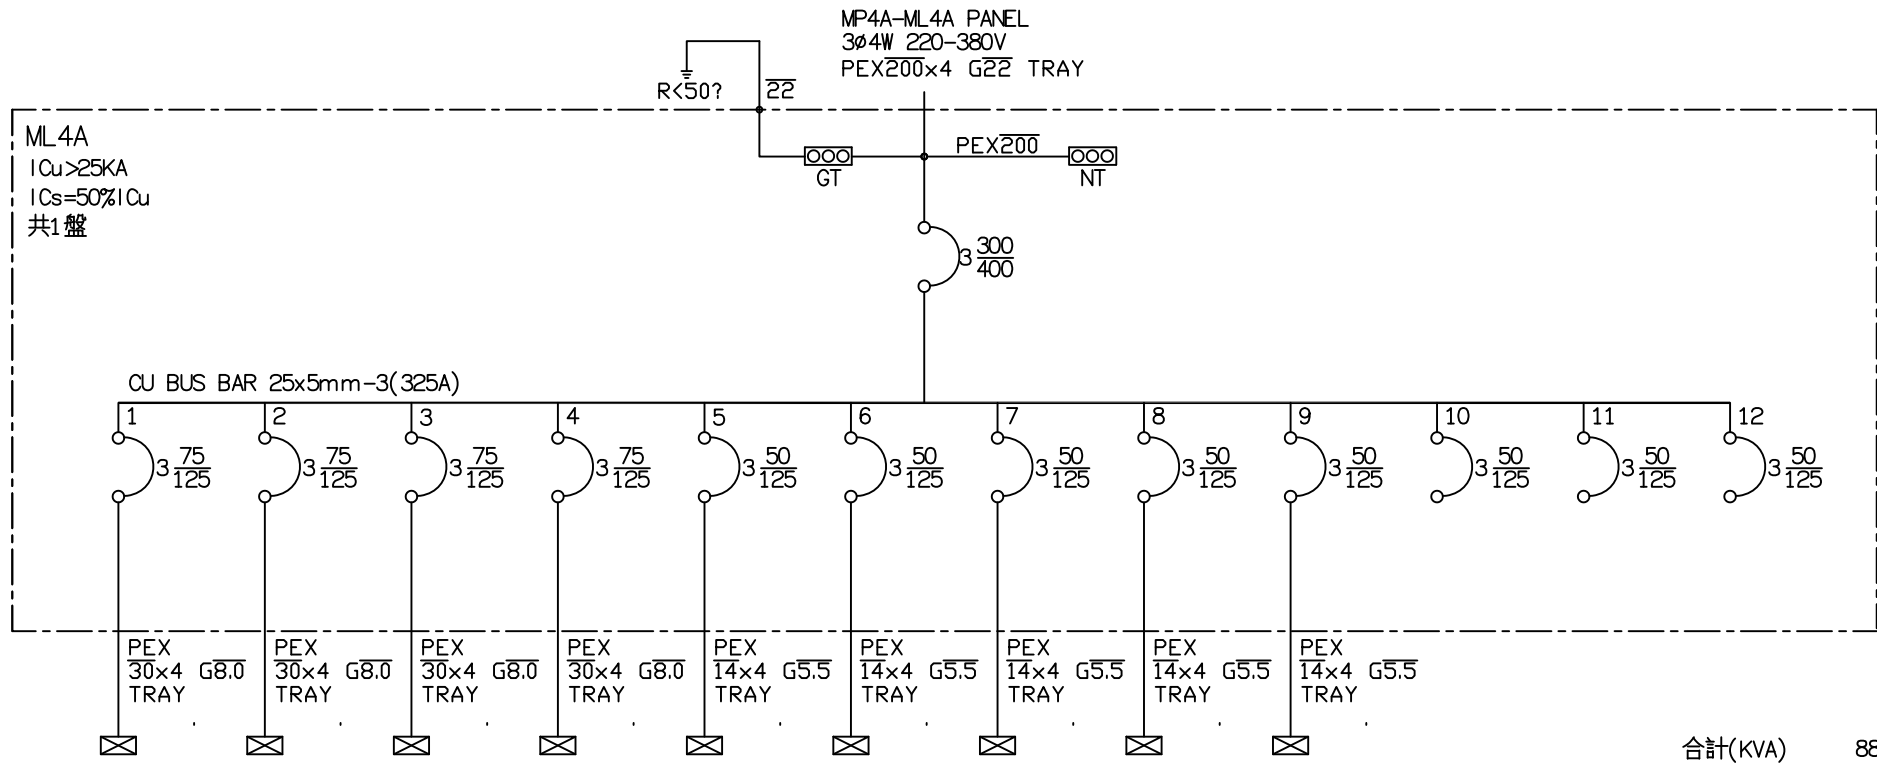 MP4A-ML4A PANEL
3ø4W 220-380V
PEX200×4 G22 TRAY
R<50?
22
ML4A
ICu>25KA
ICs=50%ICu
共1盤
PEX200
GT
NT
3 300/400
CU BUS BAR 25x5mm-3(325A)
1 2 3 4 5 6 7 8 9 10 11 12
3 75/125
3 75/125
3 75/125
3 75/125
3 50/125
3 50/125
3 50/125
3 50/125
3 50/125
3 50/125
3 50/125
3 50/125
PEX
30×4 G8.0
TRAY
PEX
30×4 G8.0
TRAY
PEX
30×4 G8.0
TRAY
PEX
30×4 G8.0
TRAY
PEX
14×4 G5.5
TRAY
PEX
14×4 G5.5
TRAY
PEX
14×4 G5.5
TRAY
PEX
14×4 G5.5
TRAY
PEX
14×4 G5.5
TRAY
合計(KVA) 88